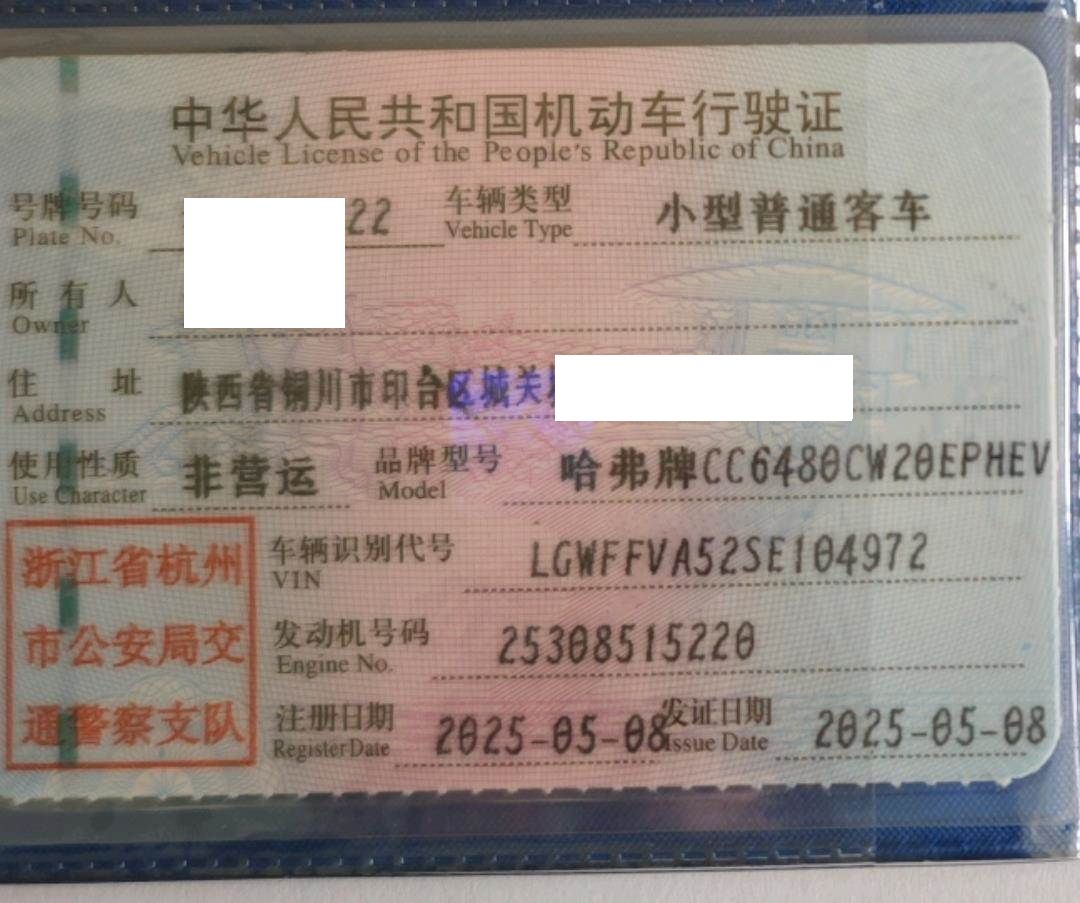 中华人民共和国机动车行驶证
Vehicle License of the People's Republic of China
号牌号码 22 车辆类型 小型普通客车
Plate No. Vehicle Type
所有人
Owner
住址 陕西省铜川市印台区城关
Address
使用性质 非营运 品牌型号 哈弗牌CC6480CW20EPHEV
Use Character Model
浙江省杭州
市公安局交
通警察支队
车辆识别代号 LGWFFVA52SE104972
VIN
发动机号码 25308515220
Engine No.
注册日期 2025-05-08 发证日期 2025-05-08
Register Date Issue Date